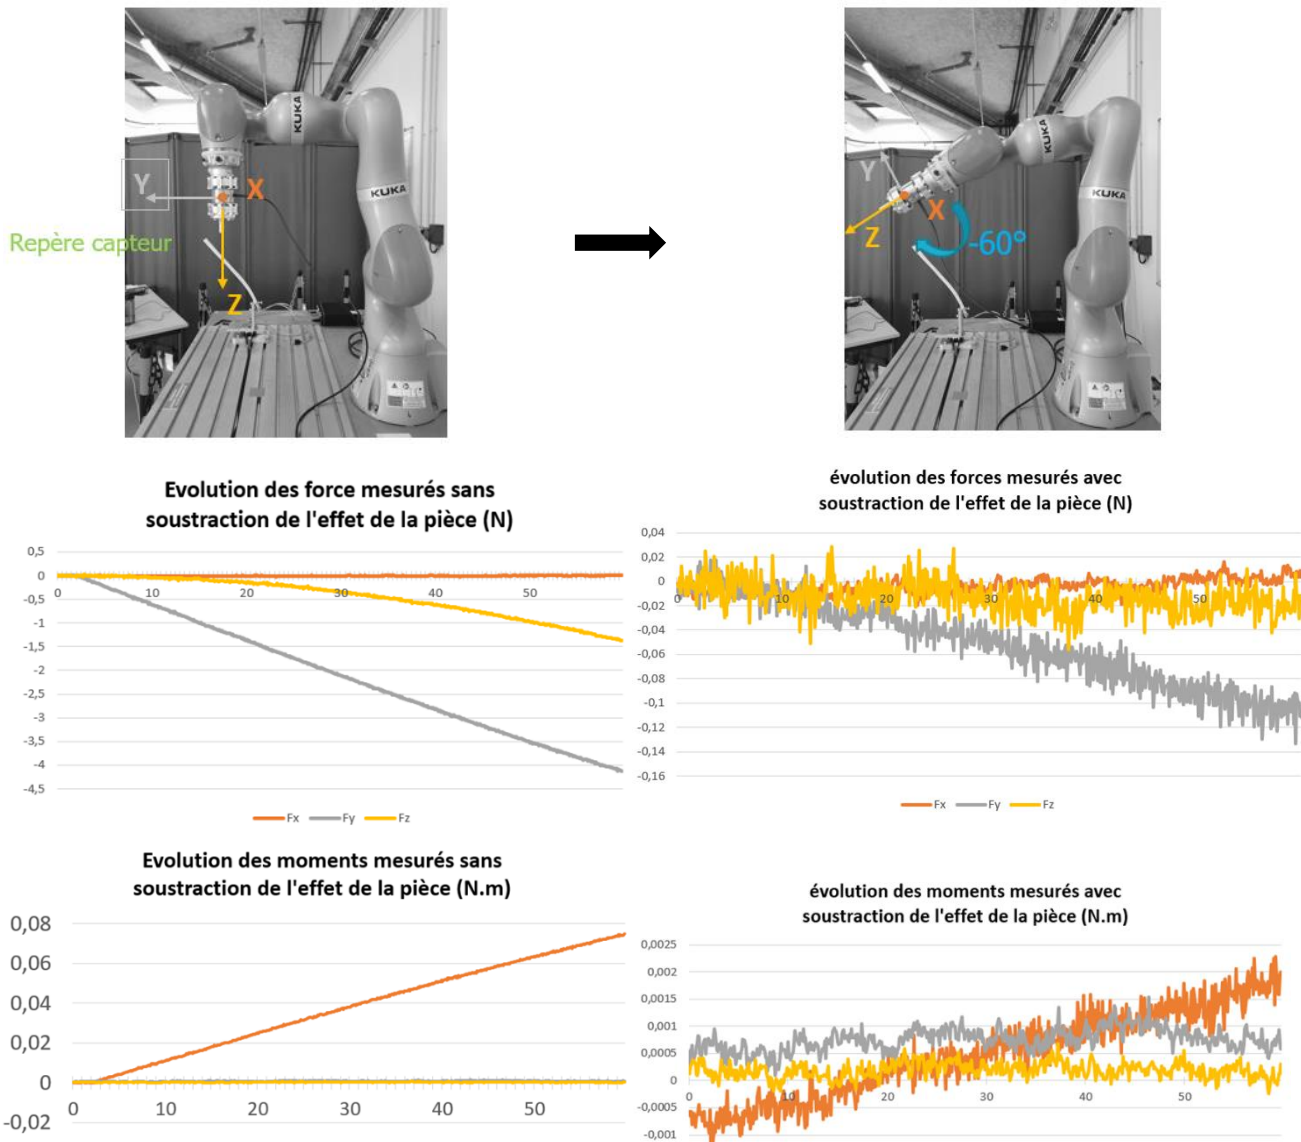 KUKA
KUKA
Y
X
Repère capteur
Z
KUKA
KUKA
Y
X
Z
-60°
Evolution des force mesurés sans
soustraction de l'effet de la pièce (N)
0,5
0
-0,5
-1
-1,5
-2
-2,5
-3
-3,5
-4
-4,5
0 10 20 30 40 50
Fx Fy Fz
évolution des forces mesurés avec
soustraction de l'effet de la pièce (N)
0,04
0,02
0
-0,02
-0,04
-0,06
-0,08
-0,1
-0,12
-0,14
-0,16
0 10 20 30 40 50
Fx Fy Fz
Evolution des moments mesurés sans
soustraction de l'effet de la pièce (N.m)
0,08
0,06
0,04
0,02
0
-0,02
0 10 20 30 40 50
évolution des moments mesurés avec
soustraction de l'effet de la pièce (N.m)
0,0025
0,002
0,0015
0,001
0,0005
0
-0,0005
-0,001
0 10 20 30 40 50